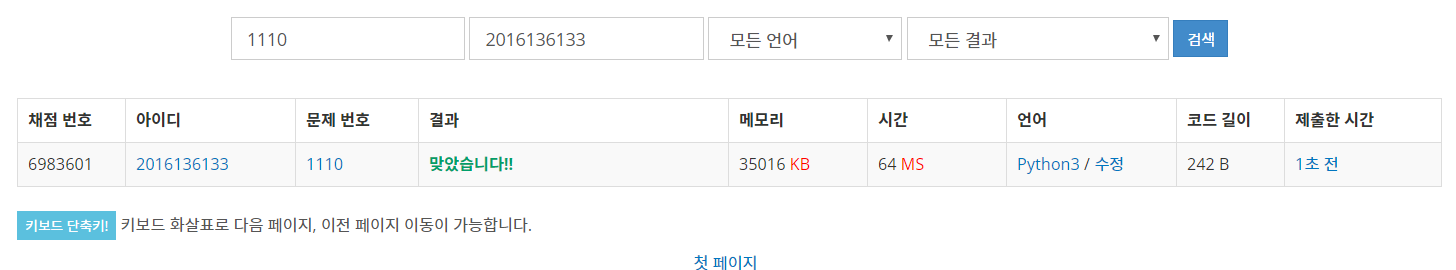 1110 2016136133 모든 언어 모든 결과 검색
채점 번호 아이디 문제 번호 결과 메모리 시간 언어 코드 길이 제출한 시간
6983601 2016136133 1110 맞았습니다!! 35016 KB 64 MS Python3 / 수정 242 B 1초 전
키보드 단축키! 키보드 화살표로 다음 페이지, 이전 페이지 이동이 가능합니다.
첫 페이지